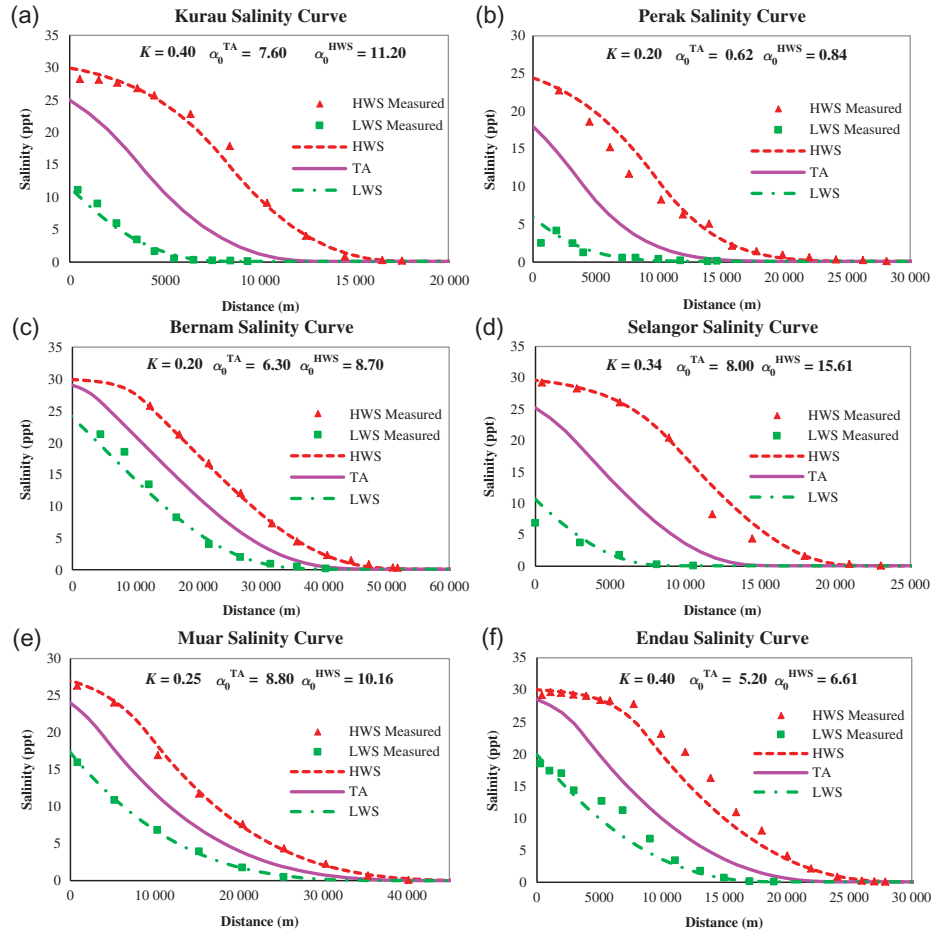 (a)
Kurau Salinity Curve
K = 0.40 α₀ᵀᴬ = 7.60 α₀ᴴᵂˢ = 11.20
Salinity (ppt)
35
30
25
20
15
10
5
0
HWS Measured
LWS Measured
HWS
TA
LWS
0 5000 10 000 15 000 20 000
Distance (m)
(b)
Perak Salinity Curve
K = 0.20 α₀ᵀᴬ = 0.62 α₀ᴴᵂˢ = 0.84
Salinity (ppt)
30
25
20
15
10
5
0
HWS Measured
LWS Measured
HWS
TA
LWS
0 5000 10 000 15 000 20 000 25 000 30 000
Distance (m)
(c)
Bernam Salinity Curve
K = 0.20 α₀ᵀᴬ = 6.30 α₀ᴴᵂˢ = 8.70
Salinity (ppt)
35
30
25
20
15
10
5
0
HWS Measured
LWS Measured
HWS
TA
LWS
0 10 000 20 000 30 000 40 000 50 000 60 000
Distance (m)
(d)
Selangor Salinity Curve
K = 0.34 α₀ᵀᴬ = 8.00 α₀ᴴᵂˢ = 15.61
Salinity (ppt)
35
30
25
20
15
10
5
0
HWS Measured
LWS Measured
HWS
TA
LWS
0 5000 10 000 15 000 20 000 25 000
Distance (m)
(e)
Muar Salinity Curve
K = 0.25 α₀ᵀᴬ = 8.80 α₀ᴴᵂˢ = 10.16
Salinity (ppt)
30
25
20
15
10
5
0
HWS Measured
LWS Measured
HWS
TA
LWS
0 10 000 20 000 30 000 40 000
Distance (m)
(f)
Endau Salinity Curve
K = 0.40 α₀ᵀᴬ = 5.20 α₀ᴴᵂˢ = 6.61
Salinity (ppt)
35
30
25
20
15
10
5
0
HWS Measured
LWS Measured
HWS
TA
LWS
0 5000 10 000 15 000 20 000 25 000 30 000
Distance (m)